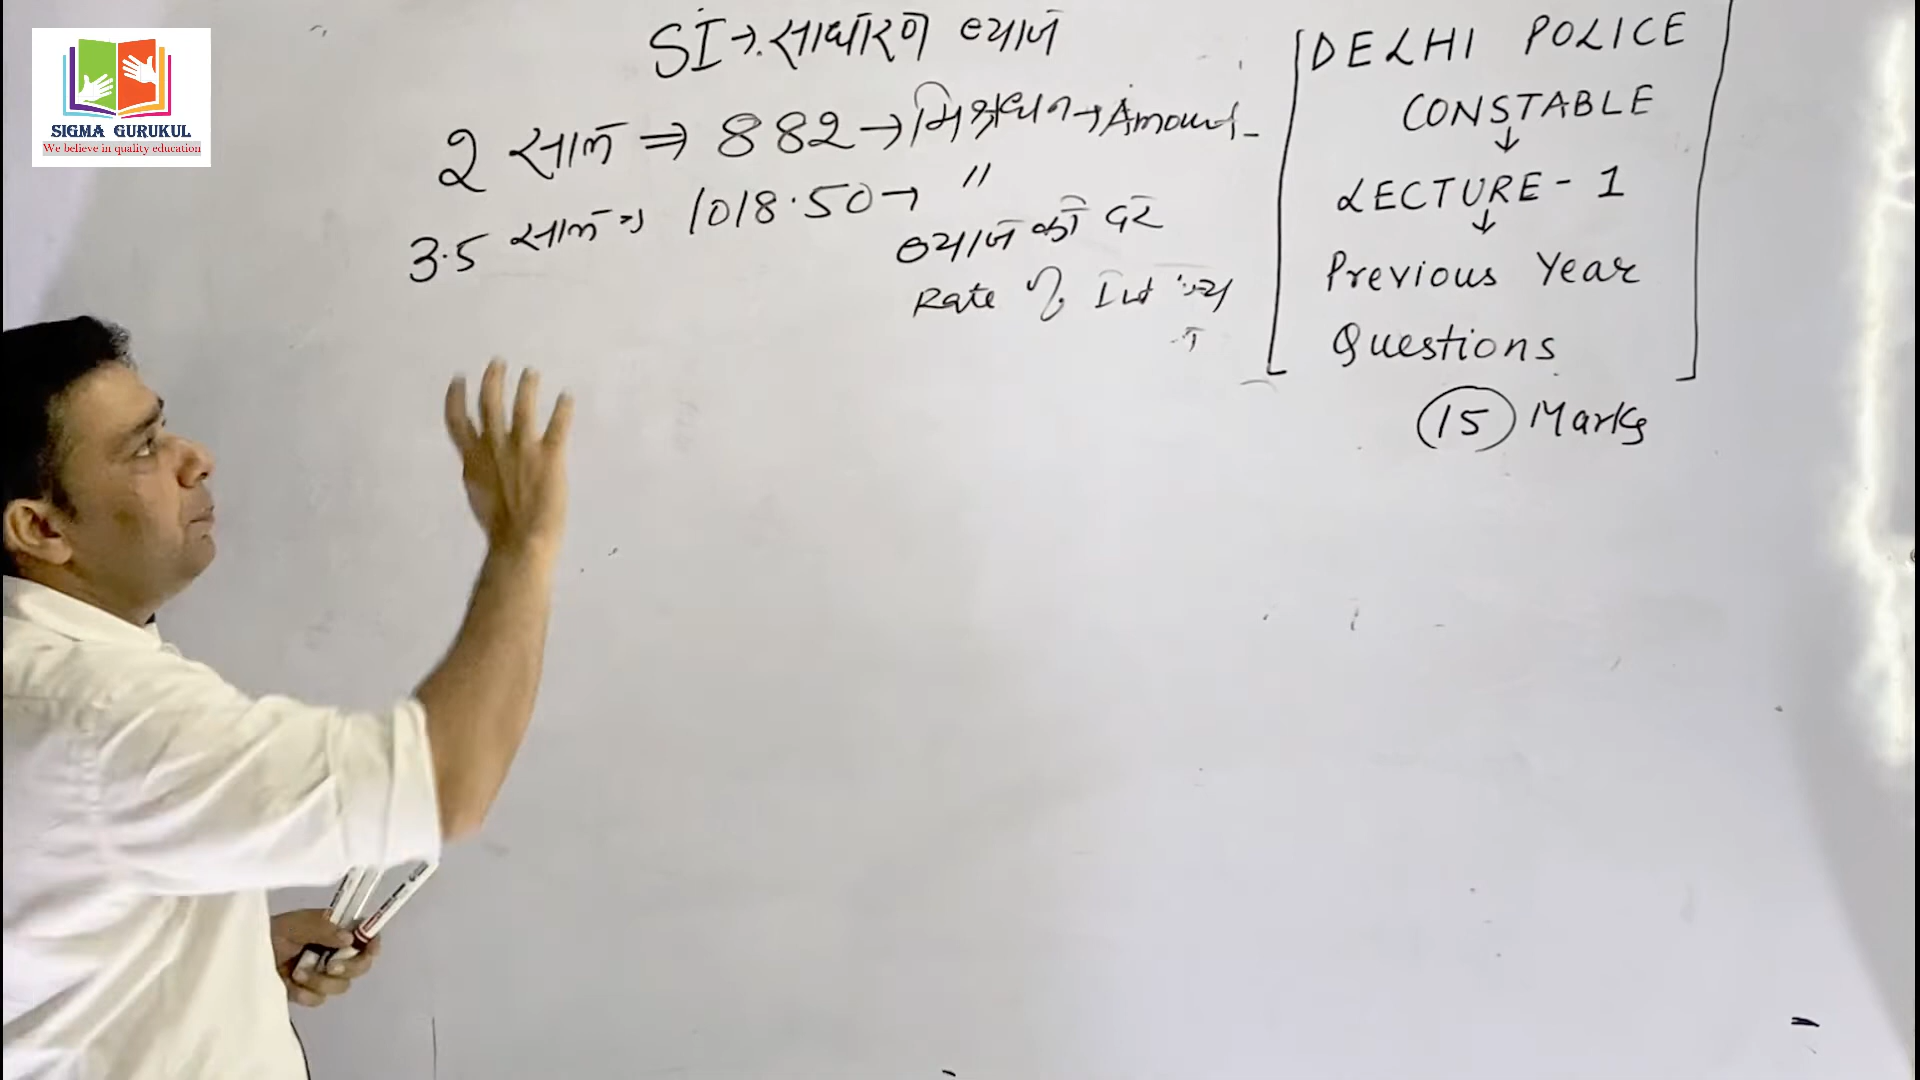 SIGMA GURUKUL
We believe in quality education
SI → साधारण ब्याज
2 साल ⇒ 882 → मिश्रधन → Amount
3.5 साल ⇒ 1018.50 → "
ब्याज की दर
Rate of
DELHI POLICE
CONSTABLE
↓
LECTURE - 1
↓
Previous Year
Questions
15 Marks